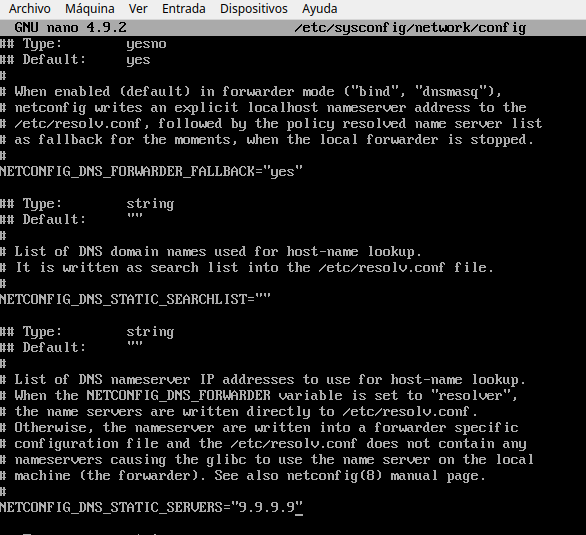 Archivo Máquina Ver Entrada Dispositivos Ayuda
GNU nano 4.9.2 /etc/sysconfig/network/config
## Type: yesno
## Default: yes
#
# When enabled (default) in forwarder mode ("bind", "dnsmasq"),
# netconfig writes an explicit localhost nameserver address to the
# /etc/resolv.conf, followed by the policy resolved name server list
# as fallback for the moments, when the local forwarder is stopped.
#
NETCONFIG_DNS_FORWARDER_FALLBACK="yes"
## Type: string
## Default: ""
#
# List of DNS domain names used for host-name lookup.
# It is written as search list into the /etc/resolv.conf file.
#
NETCONFIG_DNS_STATIC_SEARCHLIST=""
## Type: string
## Default: ""
#
# List of DNS nameserver IP addresses to use for host-name lookup.
# When the NETCONFIG_DNS_FORWARDER variable is set to "resolver",
# the name servers are written directly to /etc/resolv.conf.
# Otherwise, the nameserver are written into a forwarder specific
# configuration file and the /etc/resolv.conf does not contain any
# nameservers causing the glibc to use the name server on the local
# machine (the forwarder). See also netconfig(8) manual page.
#
NETCONFIG_DNS_STATIC_SERVERS="9.9.9.9"